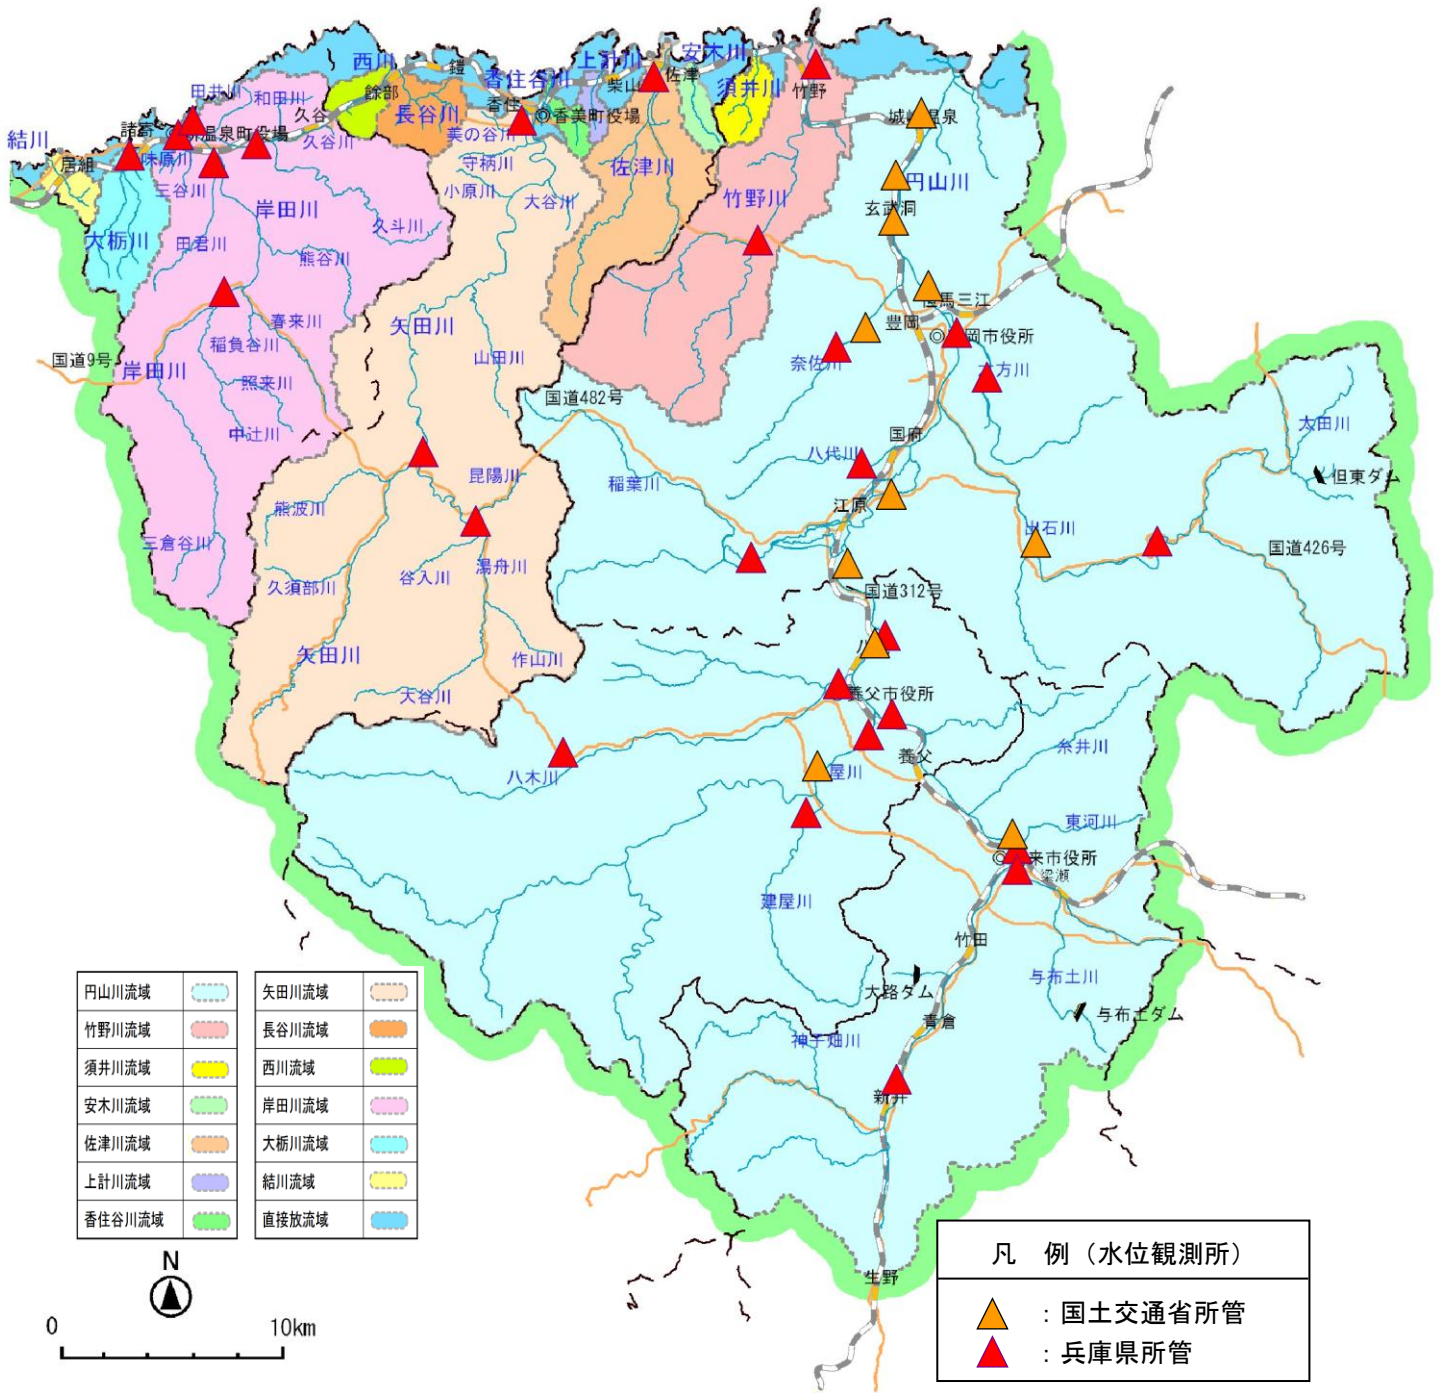 西川
鎧
上計川
安木川
佐津
香住谷川
柴山
須井川
竹野
田井川
和田川
久谷
餘部
長谷川
香住
香美町役場
城崎温泉
結川
諸寄
温泉町役場
久谷川
美の谷川
居組
味原川
守柄川
佐津川
三谷川
小原川
大谷川
竹野川
円山川
岸田川
玄武洞
大栃川
田君川
久斗川
熊谷川
但馬三江
春来川
矢田川
豊岡
岡市役所
稲負谷川
国道9号
岸田川
山田川
奈佐川
六方川
照来川
国道482号
中辻川
国府
太田川
八代川
昆陽川
稲葉川
但東ダム
熊波川
江原
出石川
三倉谷川
国道426号
久須部川
谷入川
湯舟川
国道312号
八
矢田川
作山川
大谷川
養父市役所
糸井川
養父
八木川
屋川
東河川
来市役所
梁瀬
建屋川
竹田
与布土川
大路ダム
与布土ダム
青倉
神子畑川
新井
生野
円山川流域
矢田川流域
竹野川流域
長谷川流域
須井川流域
西川流域
安木川流域
岸田川流域
佐津川流域
大栃川流域
上計川流域
結川流域
香住谷川流域
直接放流域
N
0
10km
凡 例（水位観測所）
：国土交通省所管
：兵庫県所管